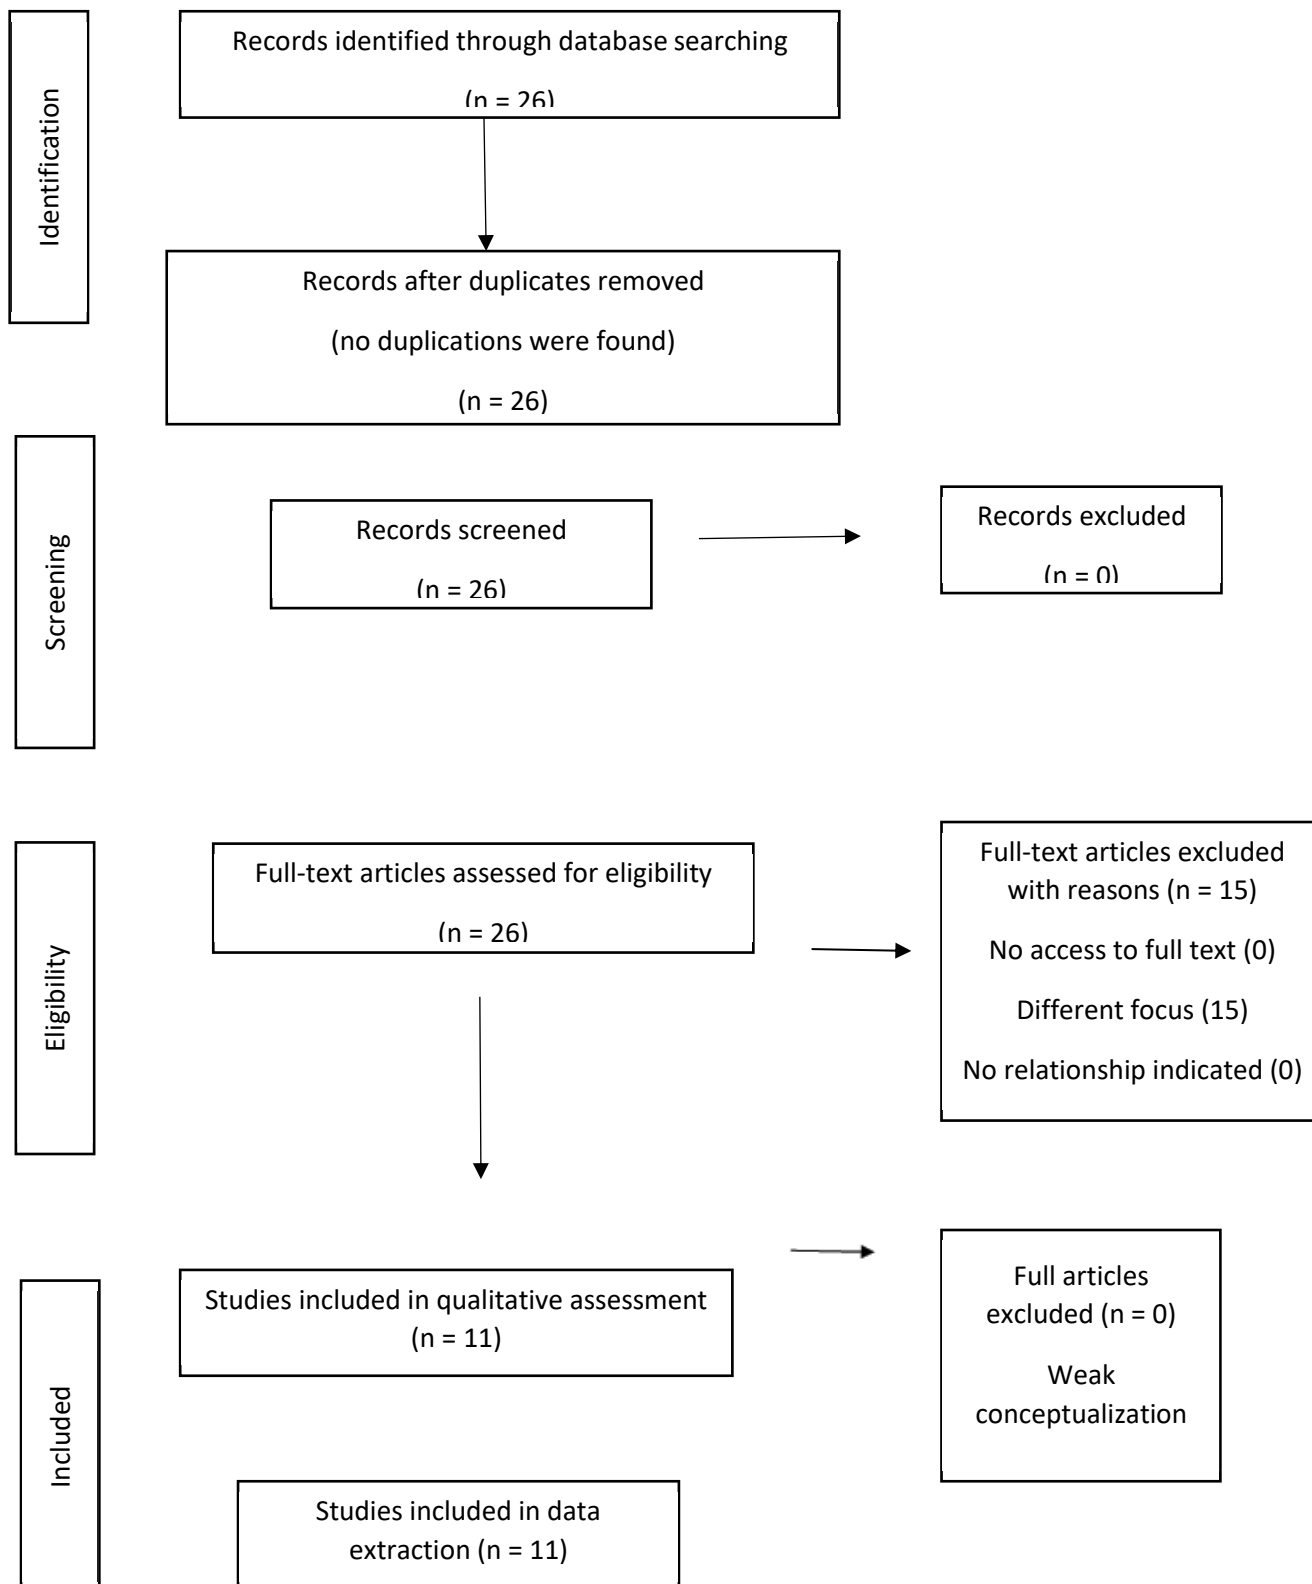 Identification
Records identified through database searching
(n = 26)
Records after duplicates removed
(no duplications were found)
(n = 26)
Screening
Records screened
(n = 26)
Records excluded
(n = 0)
Eligibility
Full-text articles assessed for eligibility
(n = 26)
Full-text articles excluded
with reasons (n = 15)
No access to full text (0)
Different focus (15)
No relationship indicated (0)
Included
Studies included in qualitative assessment
(n = 11)
Full articles
excluded (n = 0)
Weak
conceptualization
Studies included in data
extraction (n = 11)